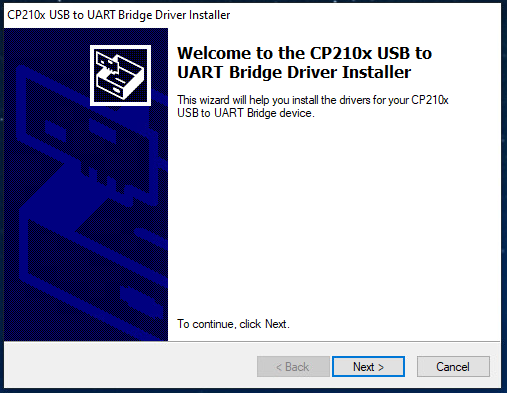 CP210x USB to UART Bridge Driver Installer
Welcome to the CP210x USB to
UART Bridge Driver Installer
This wizard will help you install the drivers for your CP210x
USB to UART Bridge device.
To continue, click Next.
< Back
Next >
Cancel